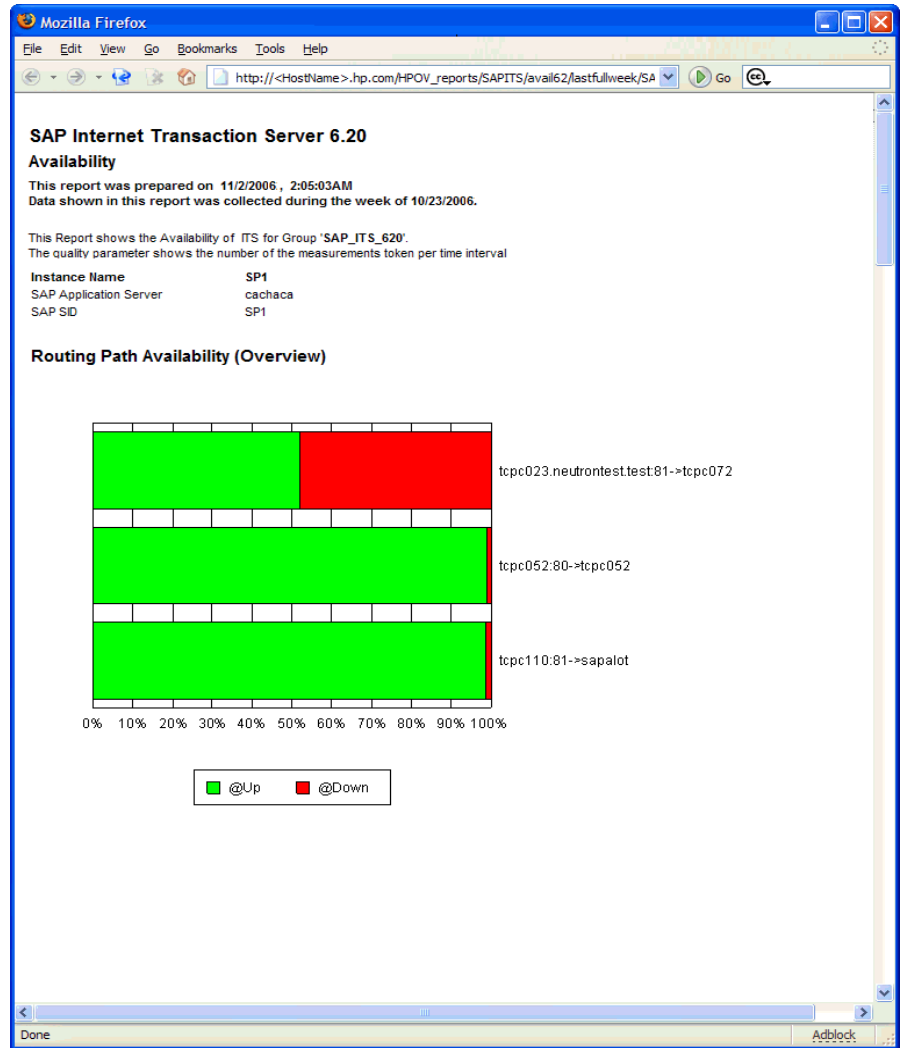 Mozilla Firefox
File Edit View Go Bookmarks Tools Help
http://<HostName>.hp.com/HPOV_reports/SAPITS/avail62/lastfullweek/SA Go
SAP Internet Transaction Server 6.20
Availability
This report was prepared on 11/2/2006 , 2:05:03AM
Data shown in this report was collected during the week of 10/23/2006.
This Report shows the Availability of ITS for Group 'SAP_ITS_620'.
The quality parameter shows the number of the measurements token per time interval
Instance Name SP1
SAP Application Server cachaca
SAP SID SP1
Routing Path Availability (Overview)
tcpc023.neutrontest.test:81->tcpc072
tcpc052:80->tcpc052
tcpc110:81->sapalot
0% 10% 20% 30% 40% 50% 60% 70% 80% 90% 100%
@Up @Down
Done Adblock